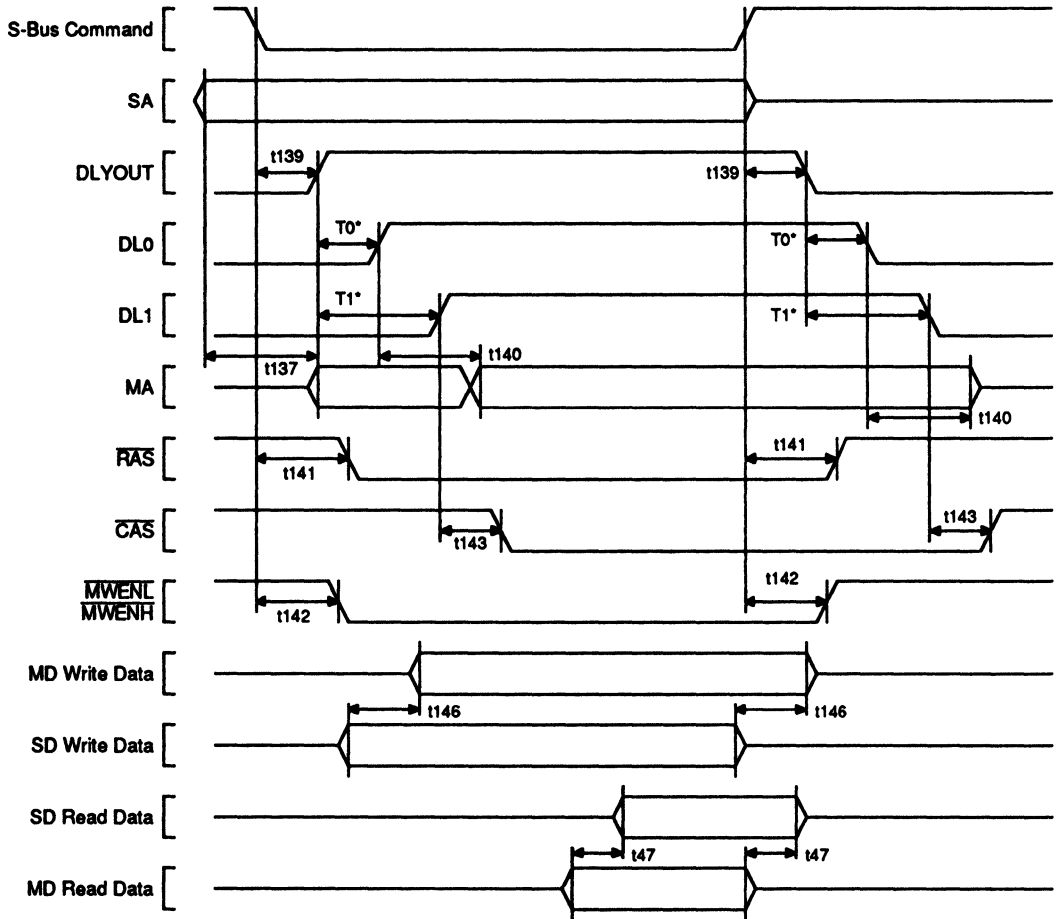 S-Bus Command
SA
DLYOUT
t139
t139
DL0
T0*
T0*
DL1
T1*
T1*
t137
t140
MA
t140
RAS
t141
t141
CAS
t143
t143
MWENL
MWENH
t142
t142
MD Write Data
t146
t146
SD Write Data
SD Read Data
t47
t47
MD Read Data